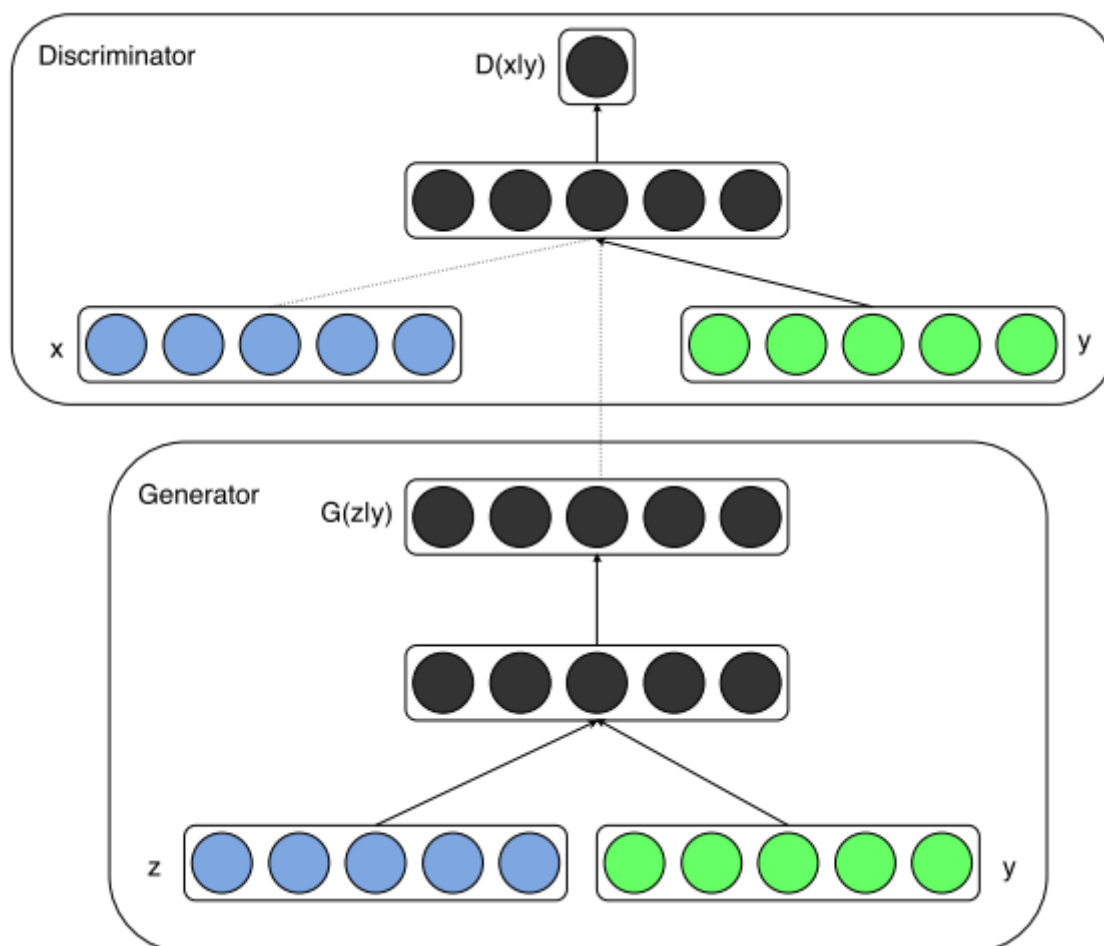 Discriminator
D(x|y)
x
y
Generator
G(z|y)
z
y